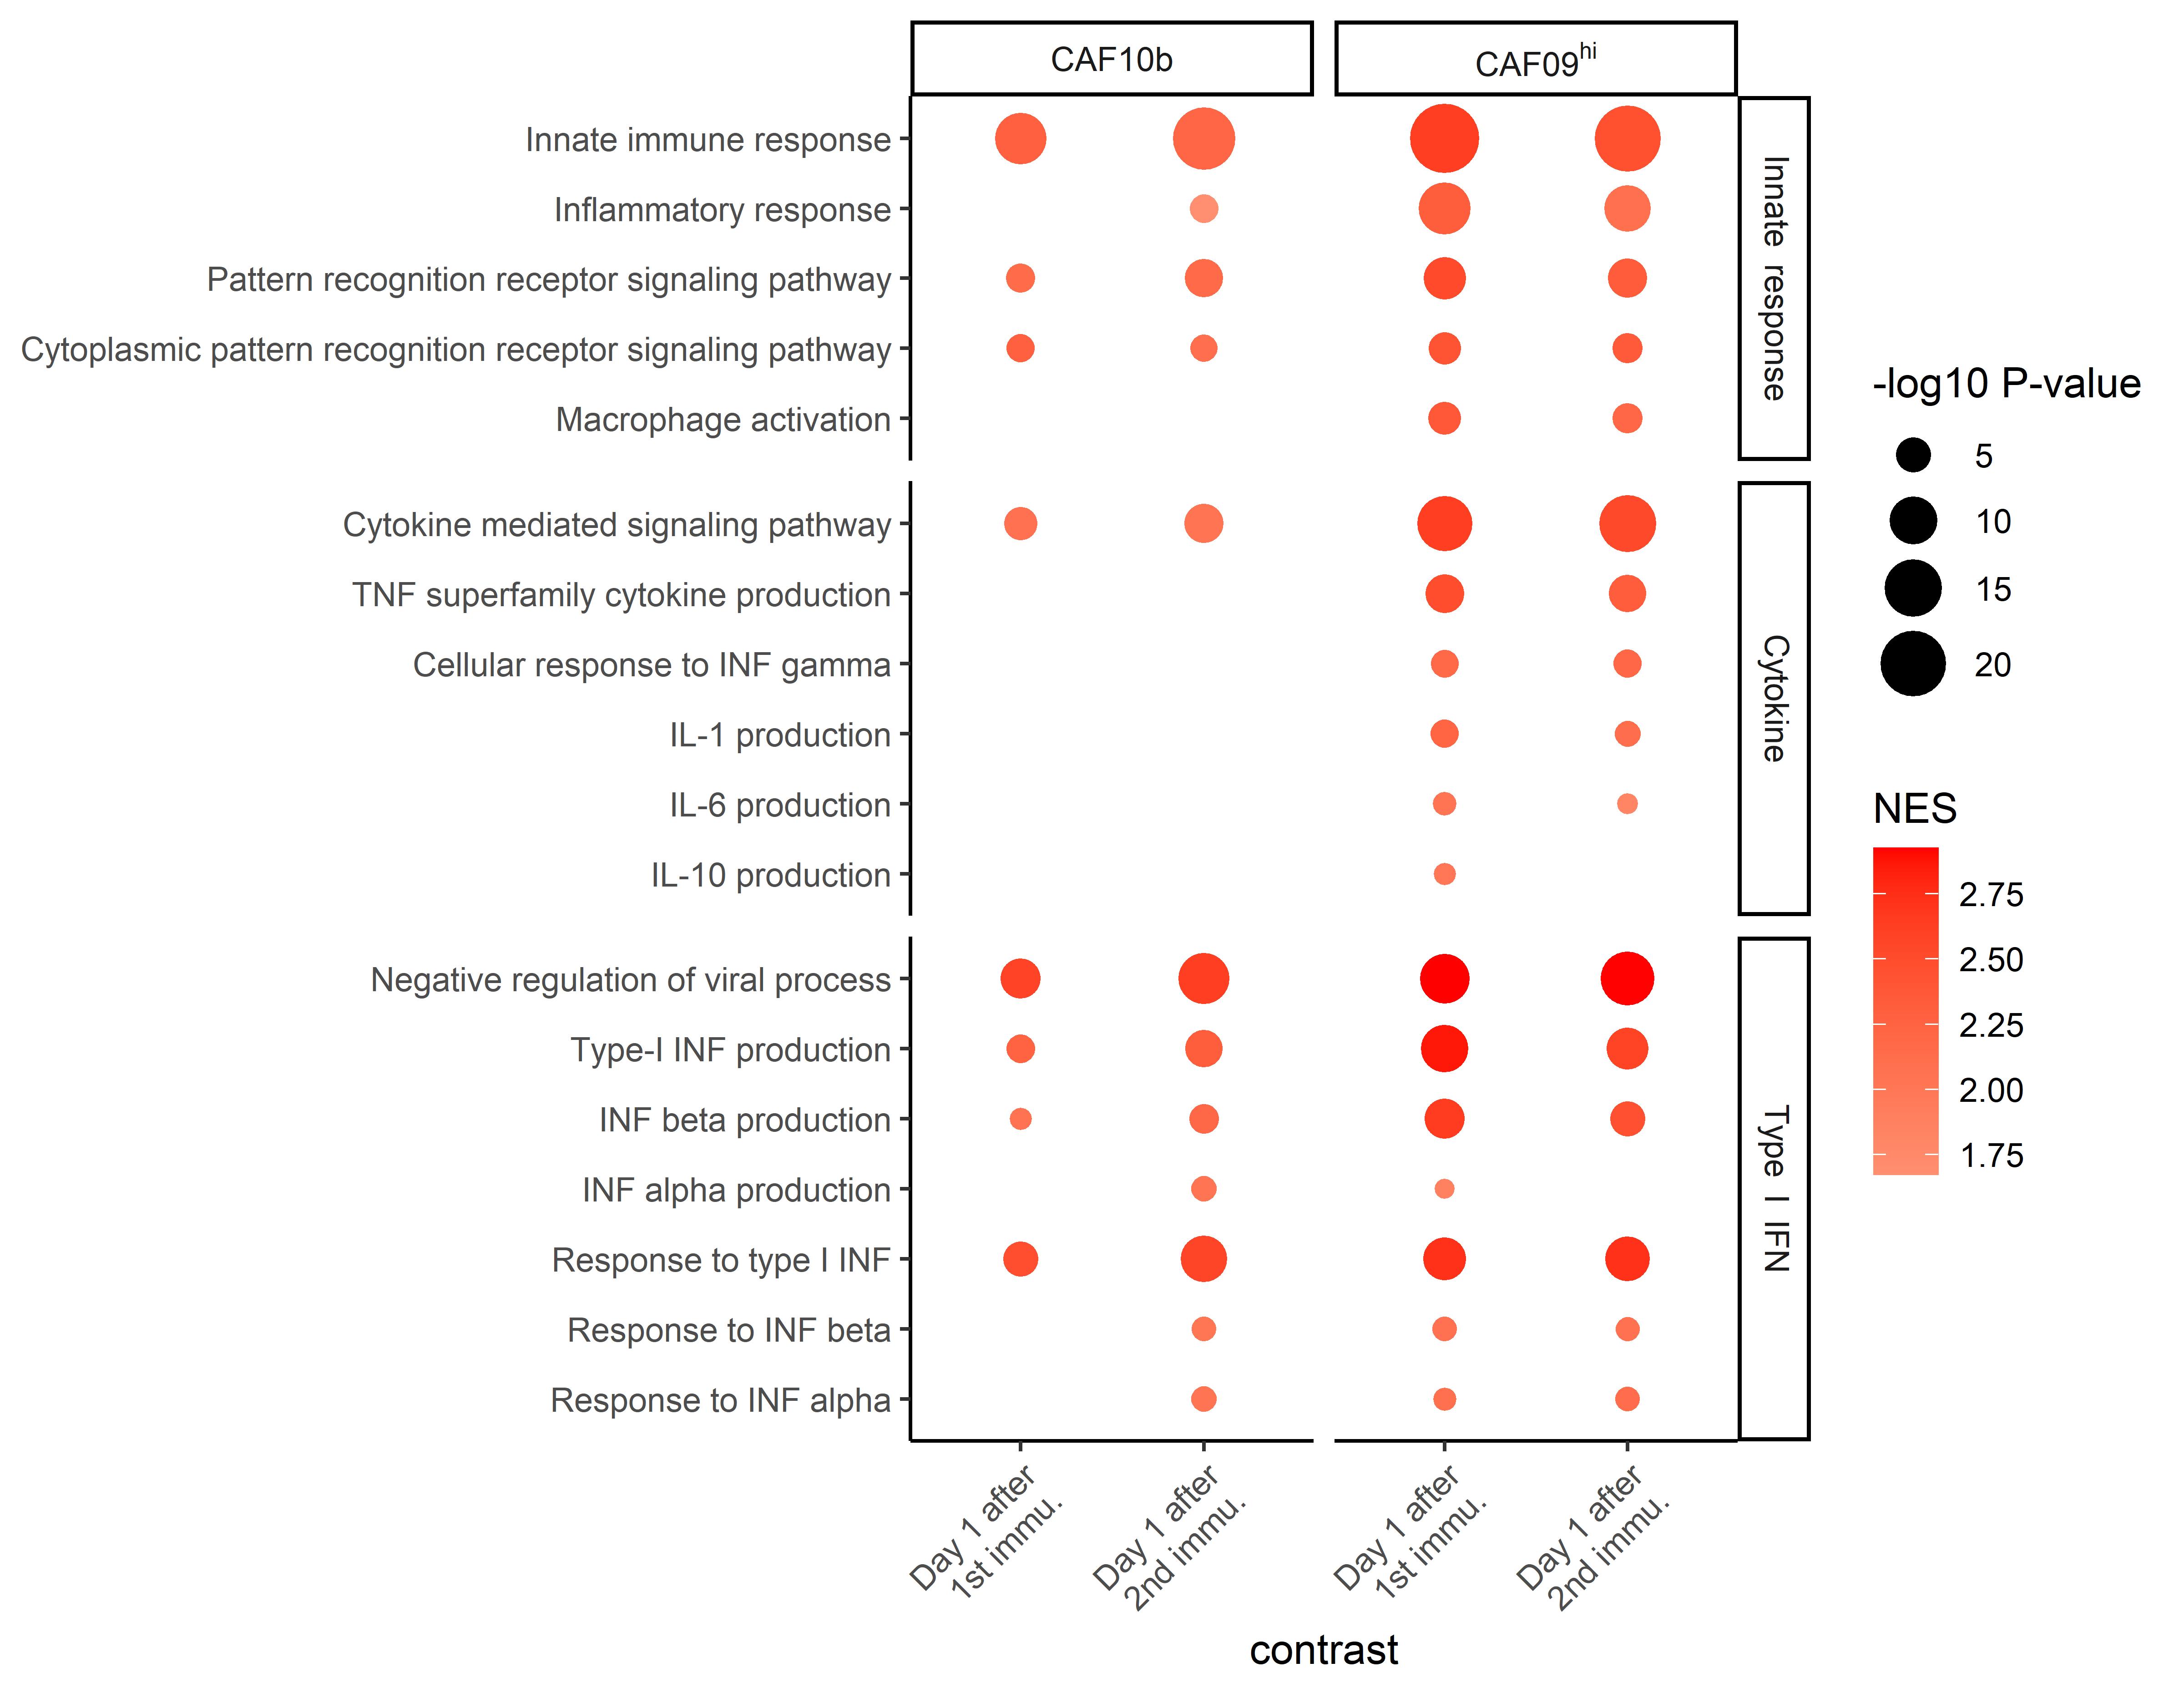 CAF10b
CAF09hi
Innate immune response
Inflammatory response
Pattern recognition receptor signaling pathway
Cytoplasmic pattern recognition receptor signaling pathway
Macrophage activation
Innate response
Cytokine mediated signaling pathway
TNF superfamily cytokine production
Cellular response to INF gamma
IL-1 production
IL-6 production
IL-10 production
Cytokine
Negative regulation of viral process
Type-I INF production
INF beta production
INF alpha production
Response to type I INF
Response to INF beta
Response to INF alpha
Type I IFN
Day 1 after
1st immu.
Day 1 after
2nd immu.
Day 1 after
1st immu.
Day 1 after
2nd immu.
contrast
-log10 P-value
5
10
15
20
NES
2.75
2.50
2.25
2.00
1.75